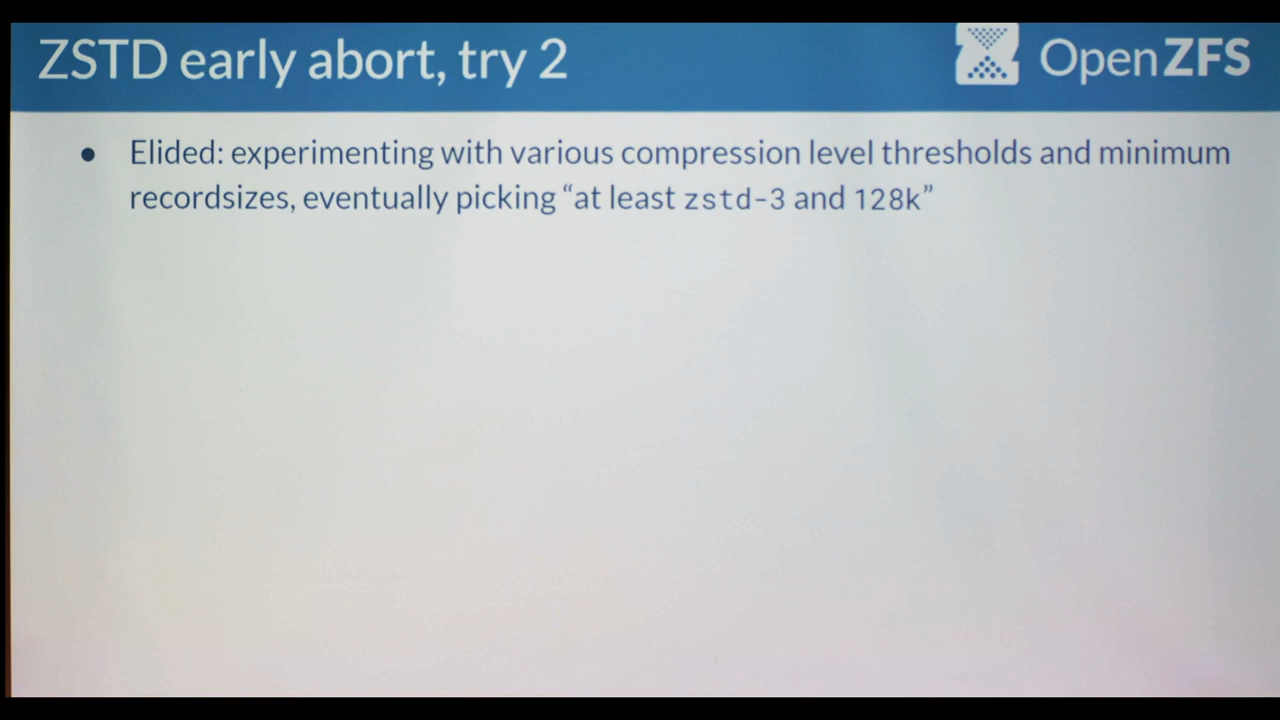 ZSTD early abort, try 2
OpenZFS
● Elided: experimenting with various compression level thresholds and minimum
recordsizes, eventually picking “at least zstd-3 and 128k”